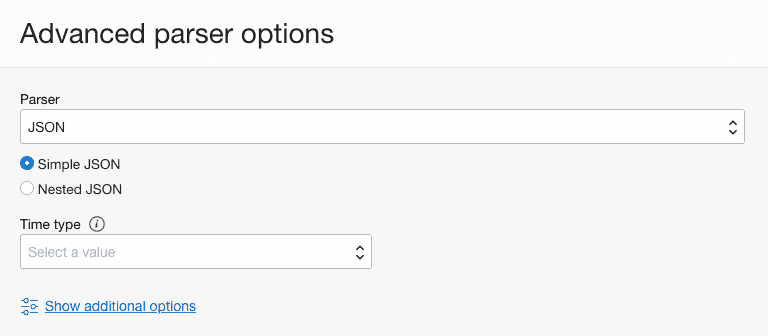 Advanced parser options
Parser
JSON
Simple JSON
Nested JSON
Time type i
Select a value
Show additional options